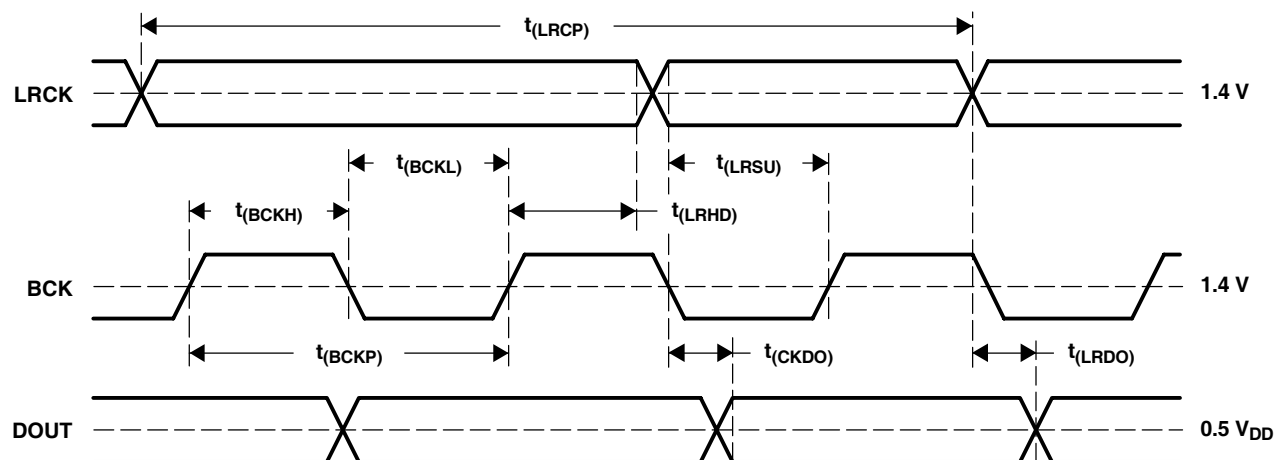 t(LRCP)
LRCK
1.4 V
t(BCKL)
t(LRSU)
t(BCKH)
t(LRHD)
BCK
1.4 V
t(BCKP)
t(CKDO)
t(LRDO)
DOUT
0.5 VDD